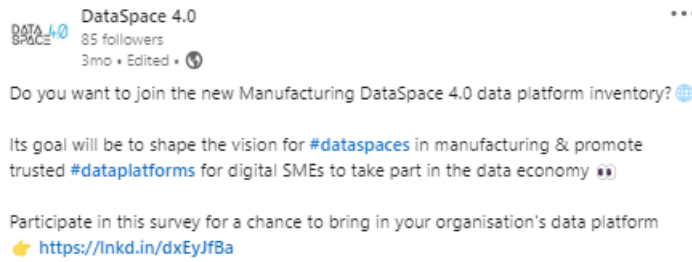 DATA 4.0
SPACE
DataSpace 4.0
85 followers
3mo • Edited •
Do you want to join the new Manufacturing DataSpace 4.0 data platform inventory? 🌐
Its goal will be to shape the vision for #dataspaces in manufacturing & promote
trusted #dataplatforms for digital SMEs to take part in the data economy 👀
Participate in this survey for a chance to bring in your organisation's data platform
👉 https://lnkd.in/dxEyJfBa